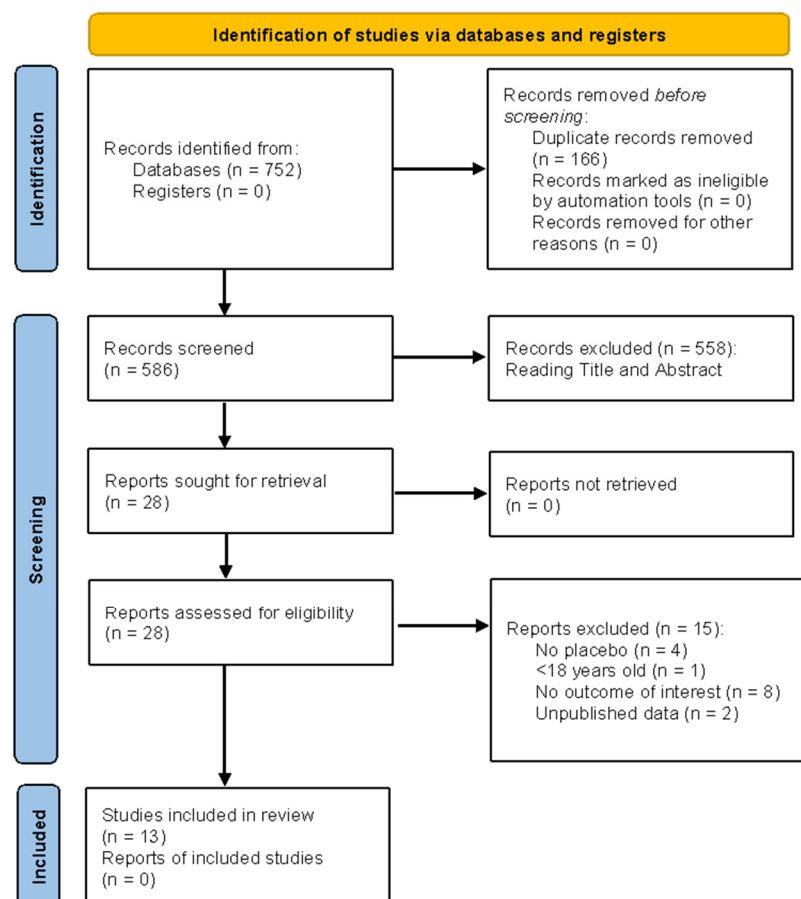 Identification of studies via databases and registers
Identification
Records identified from:
Databases (n = 752)
Registers (n = 0)
Records removed before
screening:
Duplicate records removed
(n = 166)
Records marked as ineligible
by automation tools (n = 0)
Records removed for other
reasons (n = 0)
Screening
Records screened
(n = 586)
Records excluded (n = 558):
Reading Title and Abstract
Reports sought for retrieval
(n = 28)
Reports not retrieved
(n = 0)
Reports assessed for eligibility
(n = 28)
Reports excluded (n = 15):
No placebo (n = 4)
<18 years old (n = 1)
No outcome of interest (n = 8)
Unpublished data (n = 2)
Included
Studies included in review
(n = 13)
Reports of included studies
(n = 0)